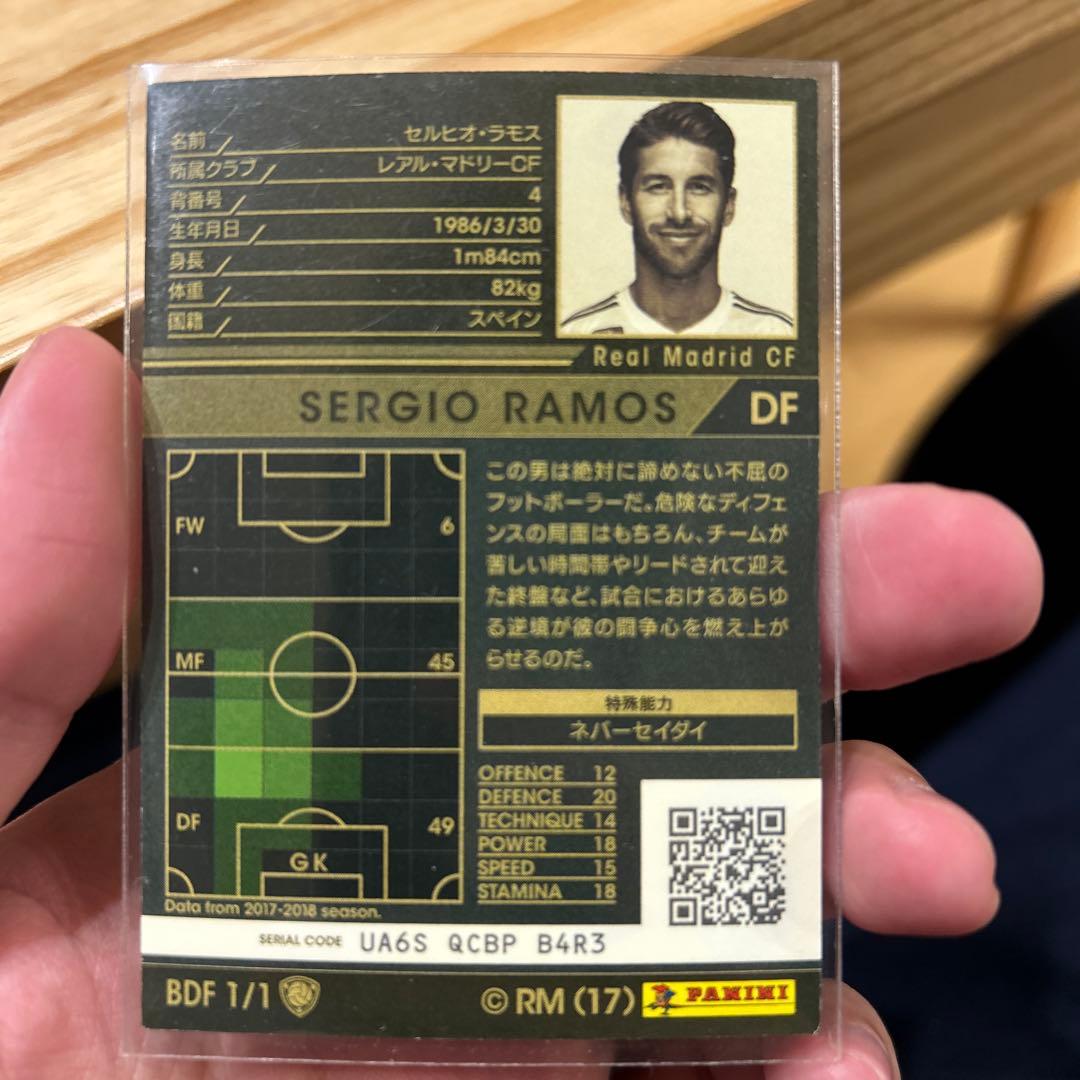 名前 セルヒオ・ラモス
所属クラブ レアル・マドリーCF
背番号 4
生年月日 1986/3/30
身長 1m84cm
体重 82kg
国籍 スペイン
Real Madrid CF
SERGIO RAMOS DF
FW 6
MF 45
DF 49
GK
Data from 2017-2018 season.
この男は絶対に諦めない不屈の
フットボーラーだ。危険なディフェ
ンスの局面はもちろん、チームが
苦しい時間帯やリードされて迎え
た終盤など、試合におけるあらゆ
る逆境が彼の闘争心を燃え上が
らせるのだ。
特殊能力
ネバーセイダイ
OFFENCE 12
DEFENCE 20
TECHNIQUE 14
POWER 18
SPEED 15
STAMINA 18
SERIAL CODE UA6S QCBP B4R3
BDF 1/1 © RM (17) PANINI